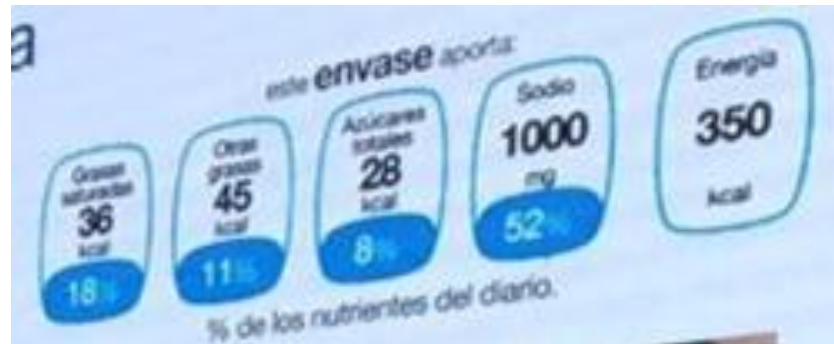 a
este envase aporta:
Grasas
saturadas
36
kcal
18%
Otras
grasas
45
kcal
11%
Azúcares
totales
28
kcal
8%
Sodio
1000
mg
52%
Energía
350
kcal
% de los nutrientes del diario.